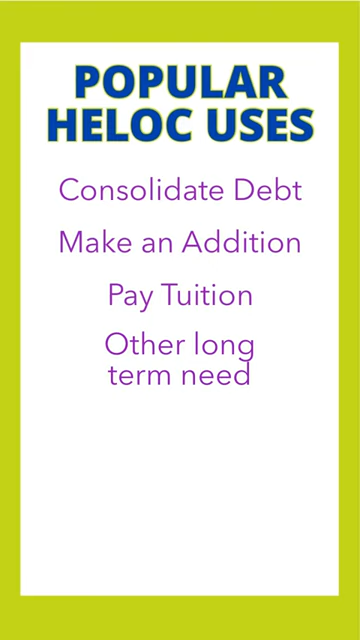 POPULAR
HELOC USES
Consolidate Debt
Make an Addition
Pay Tuition
Other long
term need